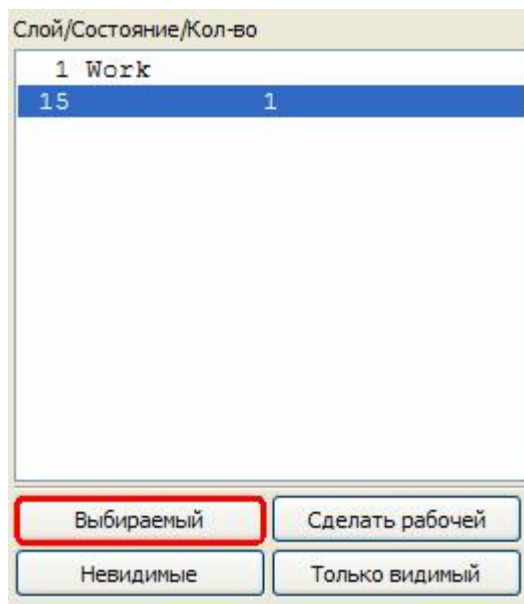 Слой/Состояние/Кол-во
1 Work
15 1
Выбираемый Сделать рабочей
Невидимые Только видимый